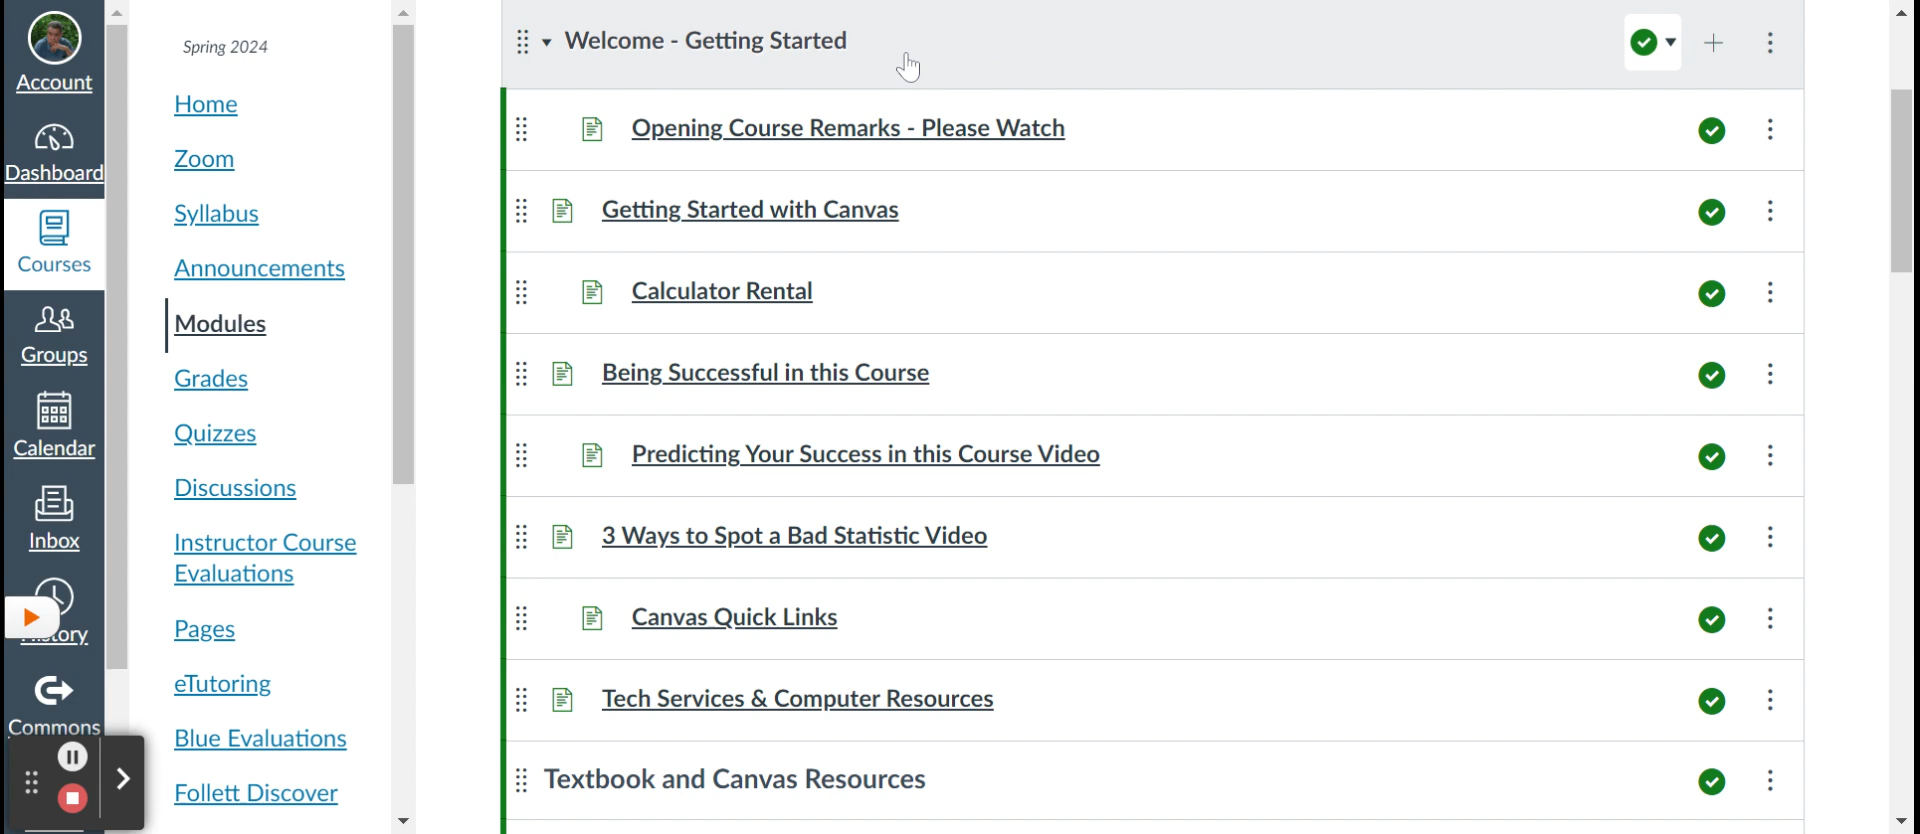 Account
Dashboard
Courses
Groups
Calendar
Inbox
Commons
Spring 2024
Home
Zoom
Syllabus
Announcements
Modules
Grades
Quizzes
Discussions
Instructor Course
Evaluations
Pages
eTutoring
Blue Evaluations
Follett Discover
Welcome - Getting Started
Opening Course Remarks - Please Watch
Getting Started with Canvas
Calculator Rental
Being Successful in this Course
Predicting Your Success in this Course Video
3 Ways to Spot a Bad Statistic Video
Canvas Quick Links
Tech Services & Computer Resources
Textbook and Canvas Resources